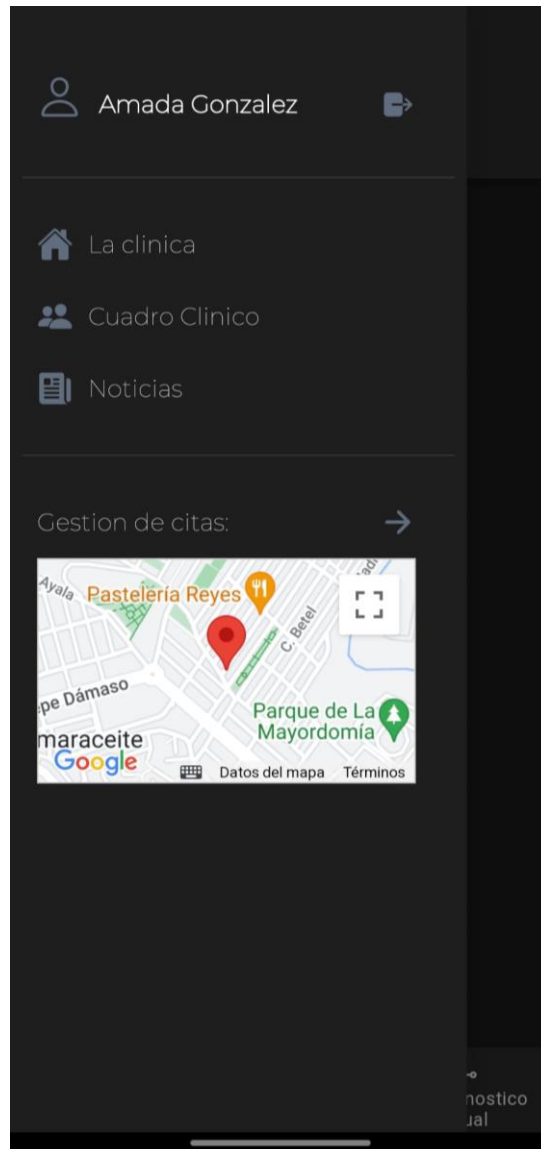 Amada Gonzalez
La clinica
Cuadro Clinico
Noticias
Gestion de citas:
Ayala
Pastelería Reyes
C. Betel
pe Dámaso
Parque de La
Mayordomía
maraceite
Google
Datos del mapa
Términos
nostico
ual